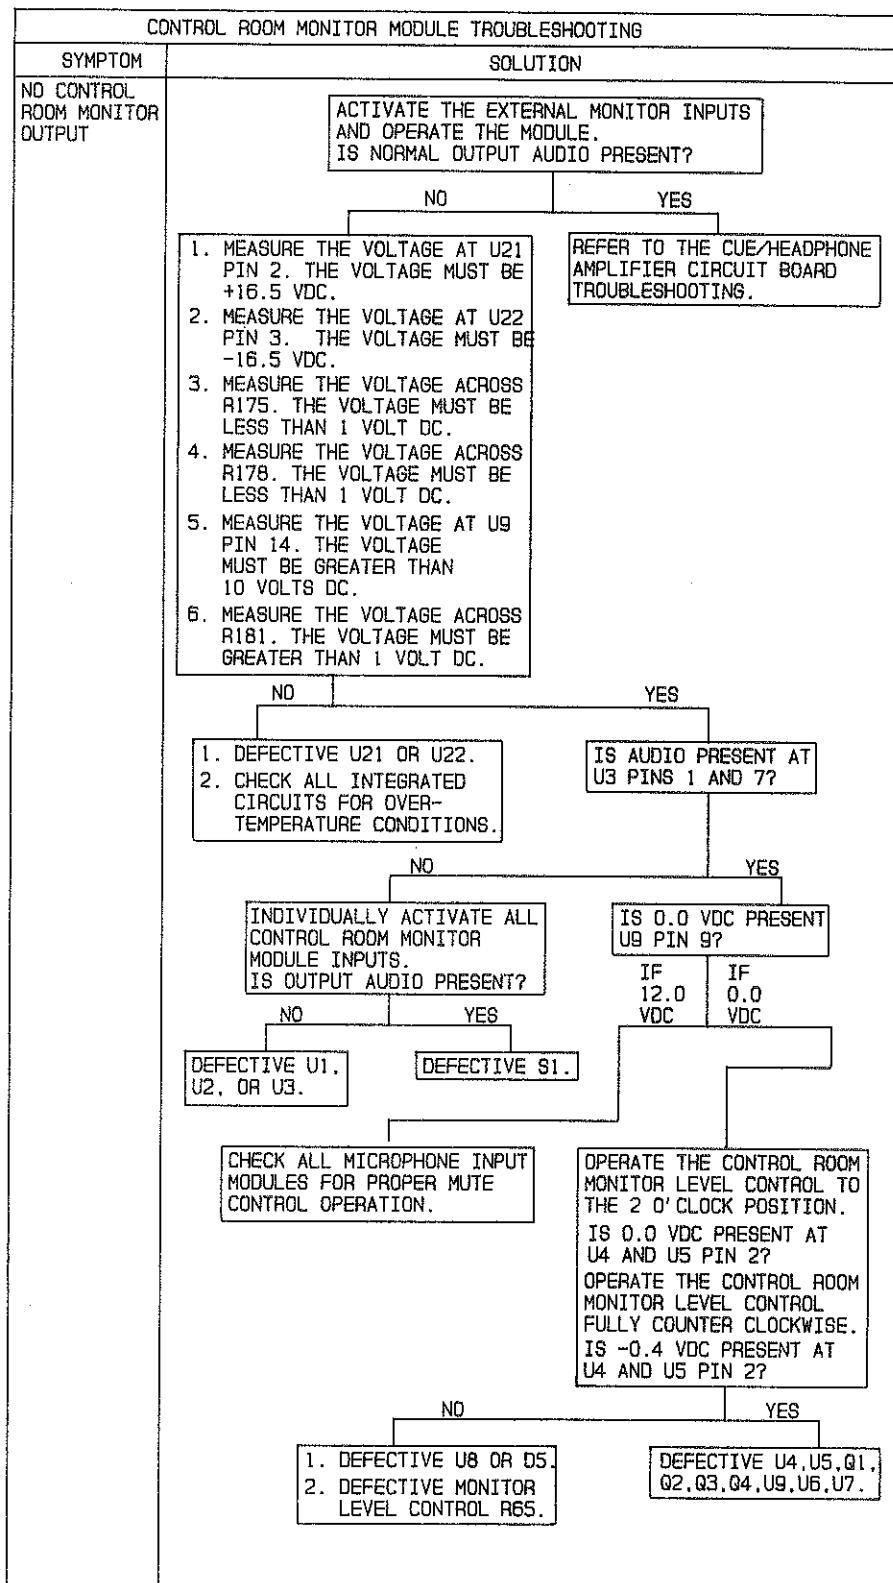 CONTROL ROOM MONITOR MODULE TROUBLESHOOTING
SYMPTOM
SOLUTION
NO CONTROL
ROOM MONITOR
OUTPUT
ACTIVATE THE EXTERNAL MONITOR INPUTS
AND OPERATE THE MODULE.
IS NORMAL OUTPUT AUDIO PRESENT?
NO
YES
1. MEASURE THE VOLTAGE AT U21
PIN 2. THE VOLTAGE MUST BE
+16.5 VDC.
2. MEASURE THE VOLTAGE AT U22
PIN 3. THE VOLTAGE MUST BE
-16.5 VDC.
3. MEASURE THE VOLTAGE ACROSS
R175. THE VOLTAGE MUST BE
LESS THAN 1 VOLT DC.
4. MEASURE THE VOLTAGE ACROSS
R178. THE VOLTAGE MUST BE
LESS THAN 1 VOLT DC.
5. MEASURE THE VOLTAGE AT U9
PIN 14. THE VOLTAGE
MUST BE GREATER THAN
10 VOLTS DC.
6. MEASURE THE VOLTAGE ACROSS
R181. THE VOLTAGE MUST BE
GREATER THAN 1 VOLT DC.
REFER TO THE CUE/HEADPHONE
AMPLIFIER CIRCUIT BOARD
TROUBLESHOOTING.
NO
YES
1. DEFECTIVE U21 OR U22.
2. CHECK ALL INTEGRATED
CIRCUITS FOR OVER-
TEMPERATURE CONDITIONS.
IS AUDIO PRESENT AT
U3 PINS 1 AND 7?
NO
YES
INDIVIDUALLY ACTIVATE ALL
CONTROL ROOM MONITOR
MODULE INPUTS.
IS OUTPUT AUDIO PRESENT?
IS 0.0 VDC PRESENT
U9 PIN 9?
IF
12.0
VDC
IF
0.0
VDC
NO
YES
DEFECTIVE U1,
U2, OR U3.
DEFECTIVE S1.
CHECK ALL MICROPHONE INPUT
MODULES FOR PROPER MUTE
CONTROL OPERATION.
OPERATE THE CONTROL ROOM
MONITOR LEVEL CONTROL TO
THE 2 O'CLOCK POSITION.
IS 0.0 VDC PRESENT AT
U4 AND U5 PIN 2?
OPERATE THE CONTROL ROOM
MONITOR LEVEL CONTROL
FULLY COUNTER CLOCKWISE.
IS -0.4 VDC PRESENT AT
U4 AND U5 PIN 2?
NO
YES
1. DEFECTIVE U8 OR D5.
2. DEFECTIVE MONITOR
LEVEL CONTROL R65.
DEFECTIVE U4,U5,Q1,
Q2,Q3,Q4,U9,U6,U7.